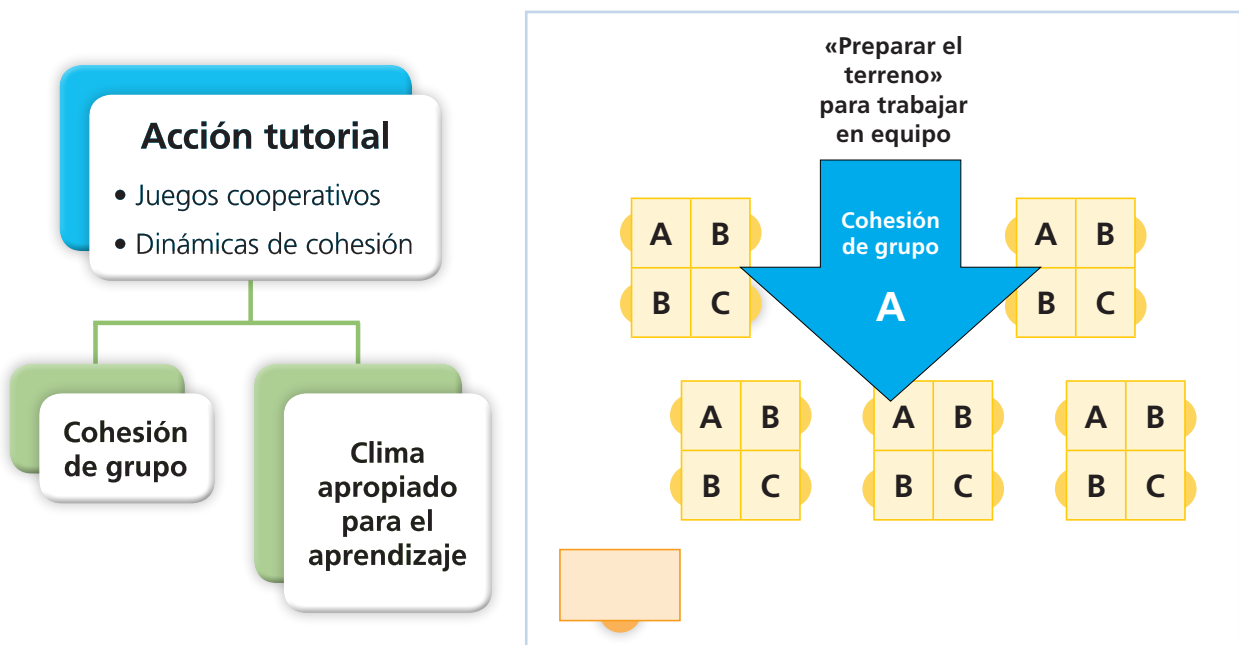 Acción tutorial
• Juegos cooperativos
• Dinámicas de cohesión
Cohesión
de grupo
Clima
apropiado
para el
aprendizaje
«Preparar el
terreno»
para trabajar
en equipo
Cohesión
de grupo
A
A B
B C
A B
B C
A B
B C
A B
B C
A B
B C